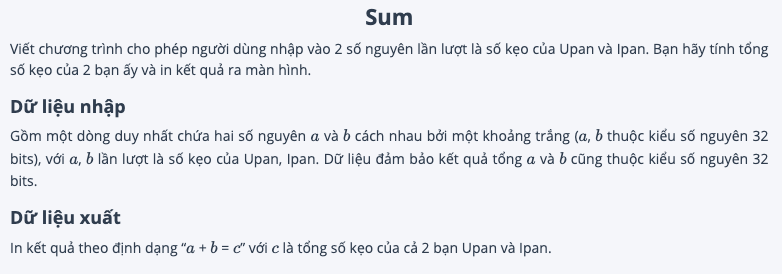 Sum
Viết chương trình cho phép người dùng nhập vào 2 số nguyên lần lượt là số kẹo của Upan và Ipan. Bạn hãy tính tổng
số kẹo của 2 bạn ấy và in kết quả ra màn hình.
Dữ liệu nhập
Gồm một dòng duy nhất chứa hai số nguyên a và b cách nhau bởi một khoảng trắng (a, b thuộc kiểu số nguyên 32
bits), với a, b lần lượt là số kẹo của Upan, Ipan. Dữ liệu đảm bảo kết quả tổng a và b cũng thuộc kiểu số nguyên 32
bits.
Dữ liệu xuất
In kết quả theo định dạng “a + b = c” với c là tổng số kẹo của cả 2 bạn Upan và Ipan.